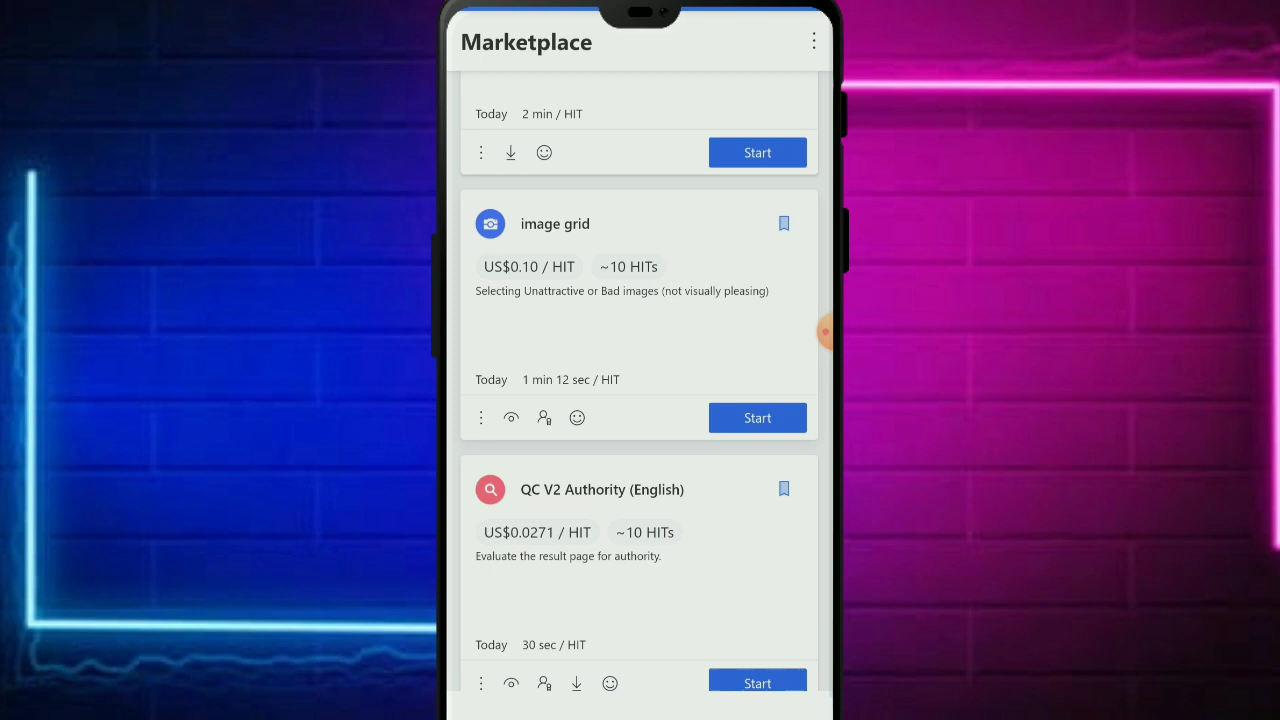 Marketplace
Today 2 min / HIT
Start
image grid
US$0.10 / HIT ~10 HITs
Selecting Unattractive or Bad images (not visually pleasing)
Today 1 min 12 sec / HIT
Start
QC V2 Authority (English)
US$0.0271 / HIT ~10 HITs
Evaluate the result page for authority.
Today 30 sec / HIT
Start